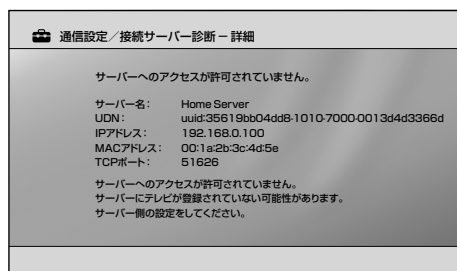 通信設定／接続サーバー診断 − 詳細
サーバーへのアクセスが許可されていません。
サーバー名： Home Server
UDN： uuid:35619bb04dd8-1010-7000-0013d4d3366d
IPアドレス： 192.168.0.100
MACアドレス： 00:1a:2b:3c:4d:5e
TCPポート： 51626
サーバーへのアクセスが許可されていません。
サーバーにテレビが登録されていない可能性があります。
サーバー側の設定をしてください。